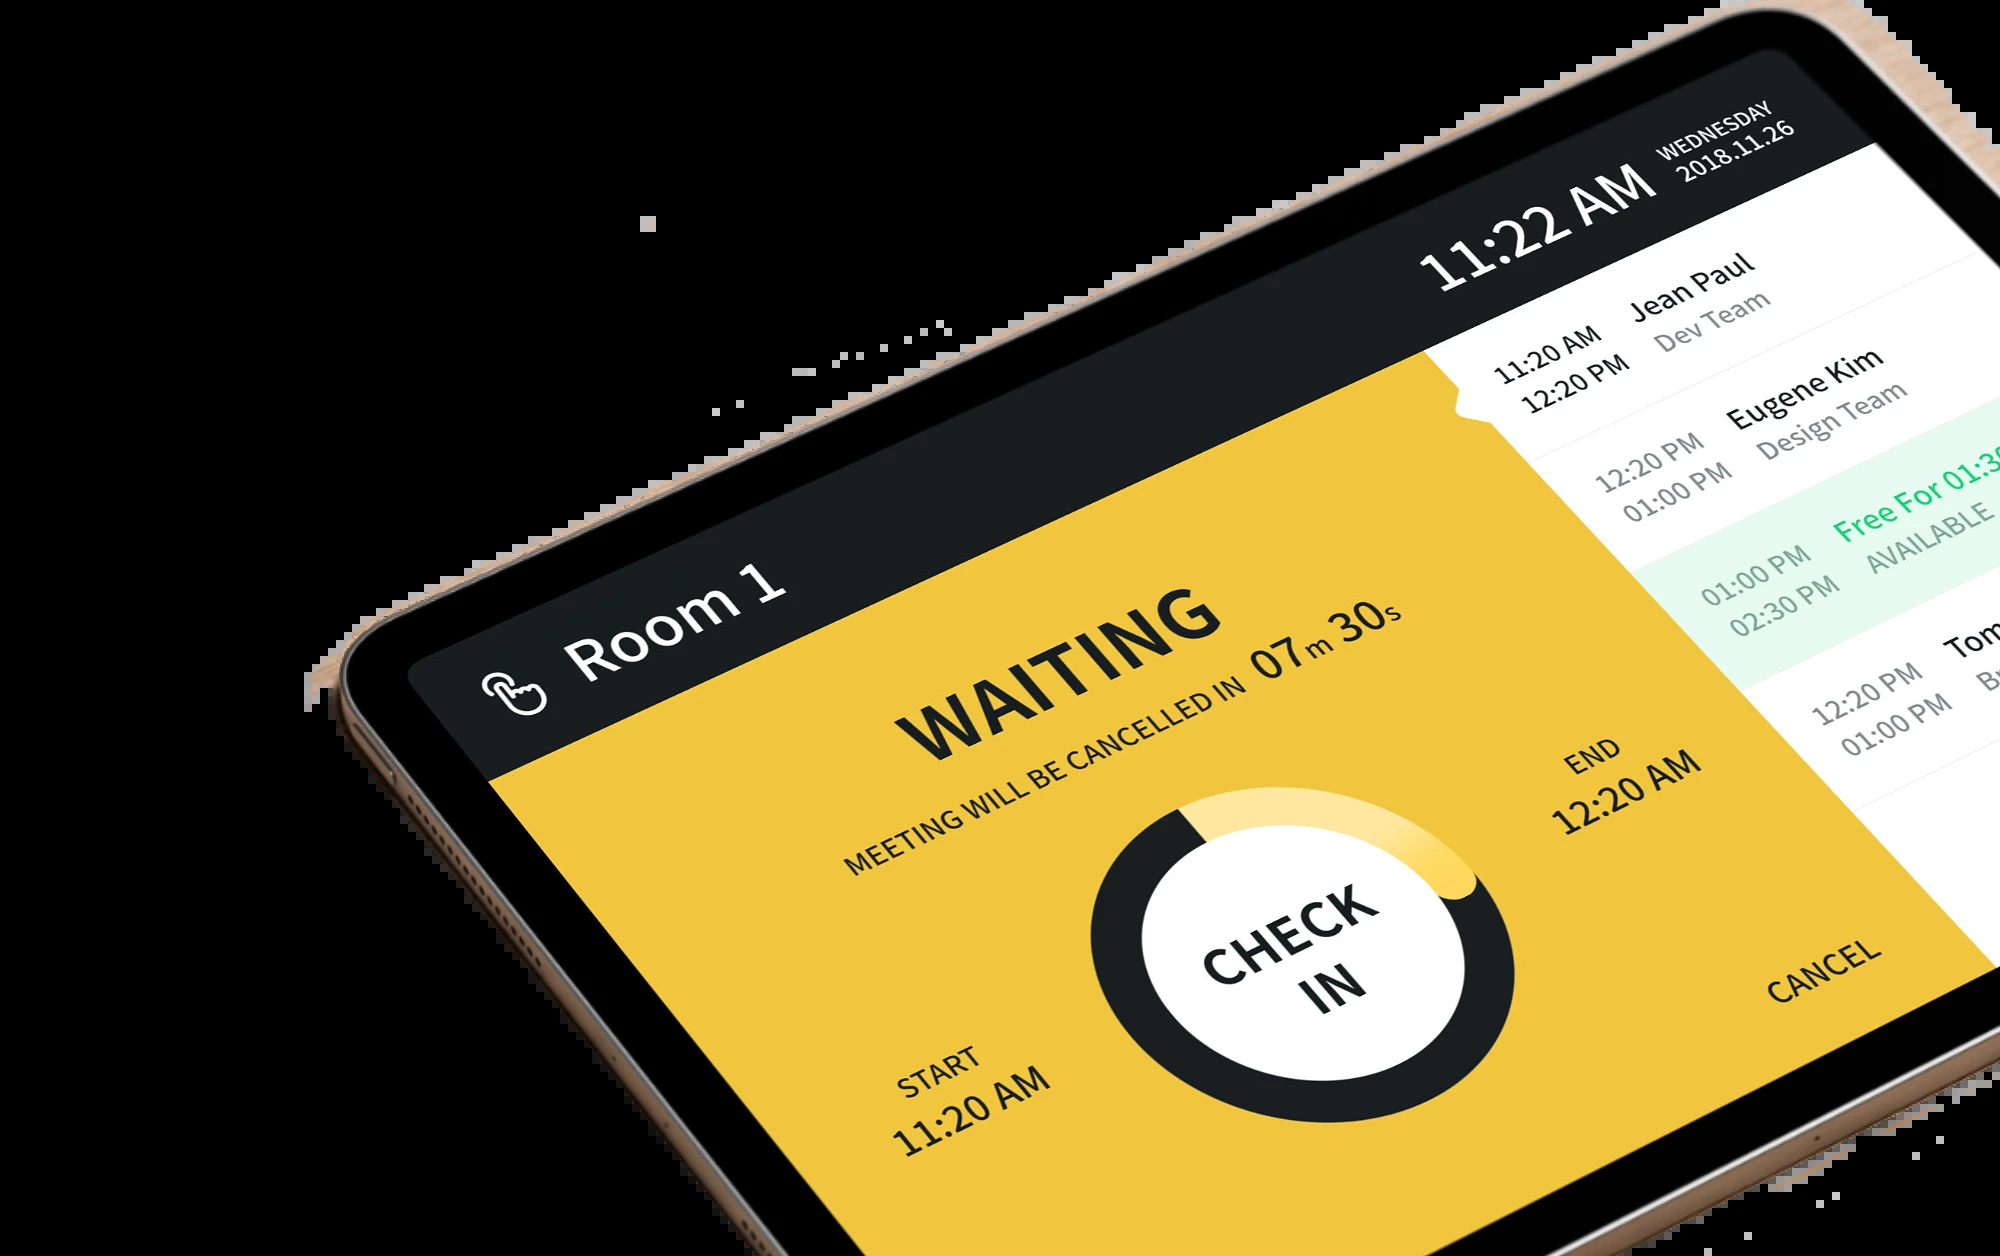 Room 1
11:22 AM
WEDNESDAY
2018.11.26
WAITING
MEETING WILL BE CANCELLED IN 07m 30s
CHECK
IN
START
11:20 AM
END
12:20 AM
CANCEL
11:20 AM
12:20 PM
Jean Paul
Dev Team
12:20 PM
01:00 PM
Eugene Kim
Design Team
01:00 PM
02:30 PM
Free For 01:3
AVAILABLE
12:20 PM
01:00 PM
Tom